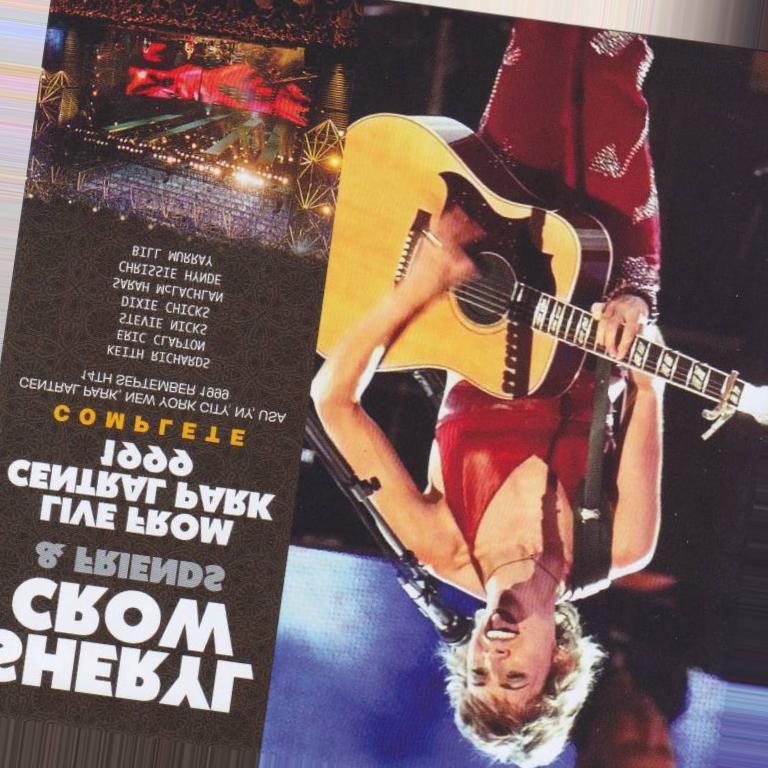 SHERYL
CROW
& FRIENDS
LIVE FROM
CENTRAL PARK
1999
COMPLETE
CENTRAL PARK, NEW YORK CITY, NY, USA
14TH SEPTEMBER 1999
KEITH RICHARDS
ERIC CLAPTON
STEVIE NICKS
DIXIE CHICKS
SARAH McLACHLAN
CHRISSIE HYNDE
BILL MURRAY